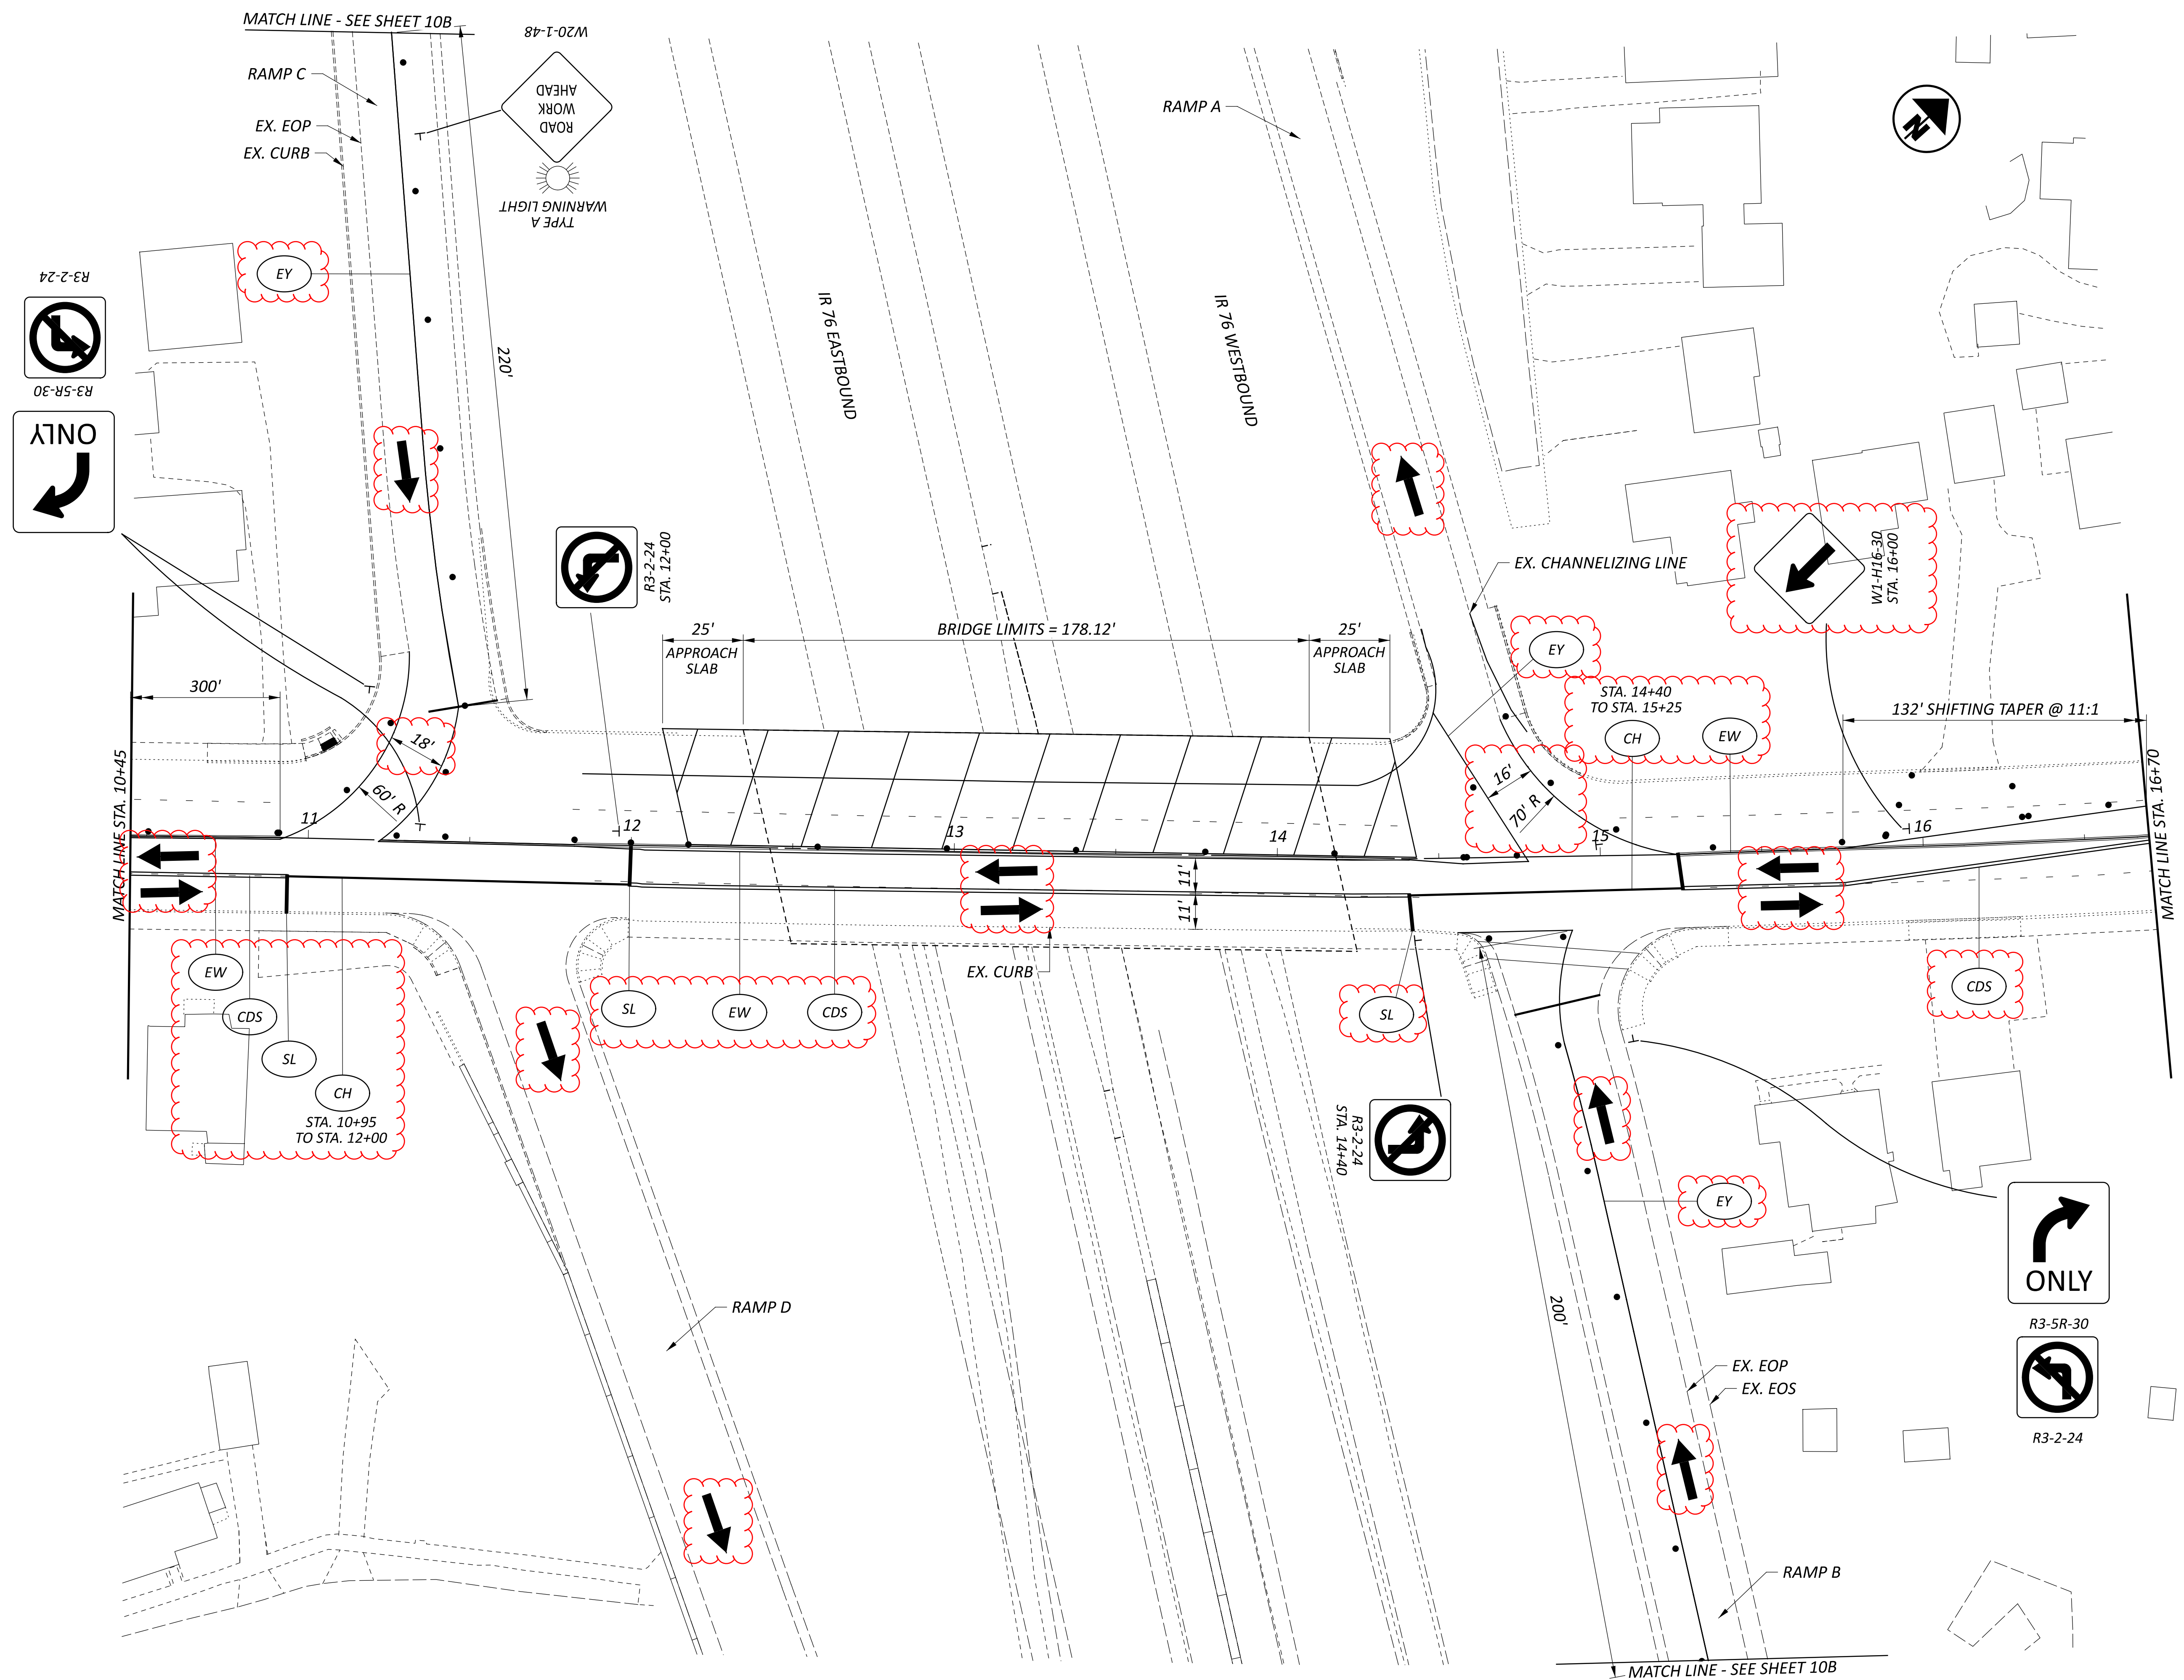 MATCH LINE - SEE SHEET 10B
W20-1-48
RAMP C
ROAD
WORK
AHEAD
EX. EOP
EX. CURB
TYPE A
WARNING LIGHT
RAMP A
N
EY
R3-2-24
R3-5R-30
ONLY
220'
IR 76 EASTBOUND
IR 76 WESTBOUND
R3-2-24
STA. 12+00
EX. CHANNELIZING LINE
W1-H16-30
STA. 16+00
25'
APPROACH
SLAB
BRIDGE LIMITS = 178.12'
25'
APPROACH
SLAB
EY
300'
STA. 14+40
TO STA. 15+25
CH
EW
132' SHIFTING TAPER @ 11:1
18'
60' R
16'
70' R
MATCH LINE STA. 10+45
11
12
13
14
15
16
MATCH LINE STA. 16+70
11'
11'
EW
CDS
SL
CH
STA. 10+95
TO STA. 12+00
SL
EW
CDS
EX. CURB
SL
CDS
R3-2-24
STA. 14+40
EY
ONLY
R3-5R-30
R3-2-24
RAMP D
200'
EX. EOP
EX. EOS
RAMP B
MATCH LINE - SEE SHEET 10B